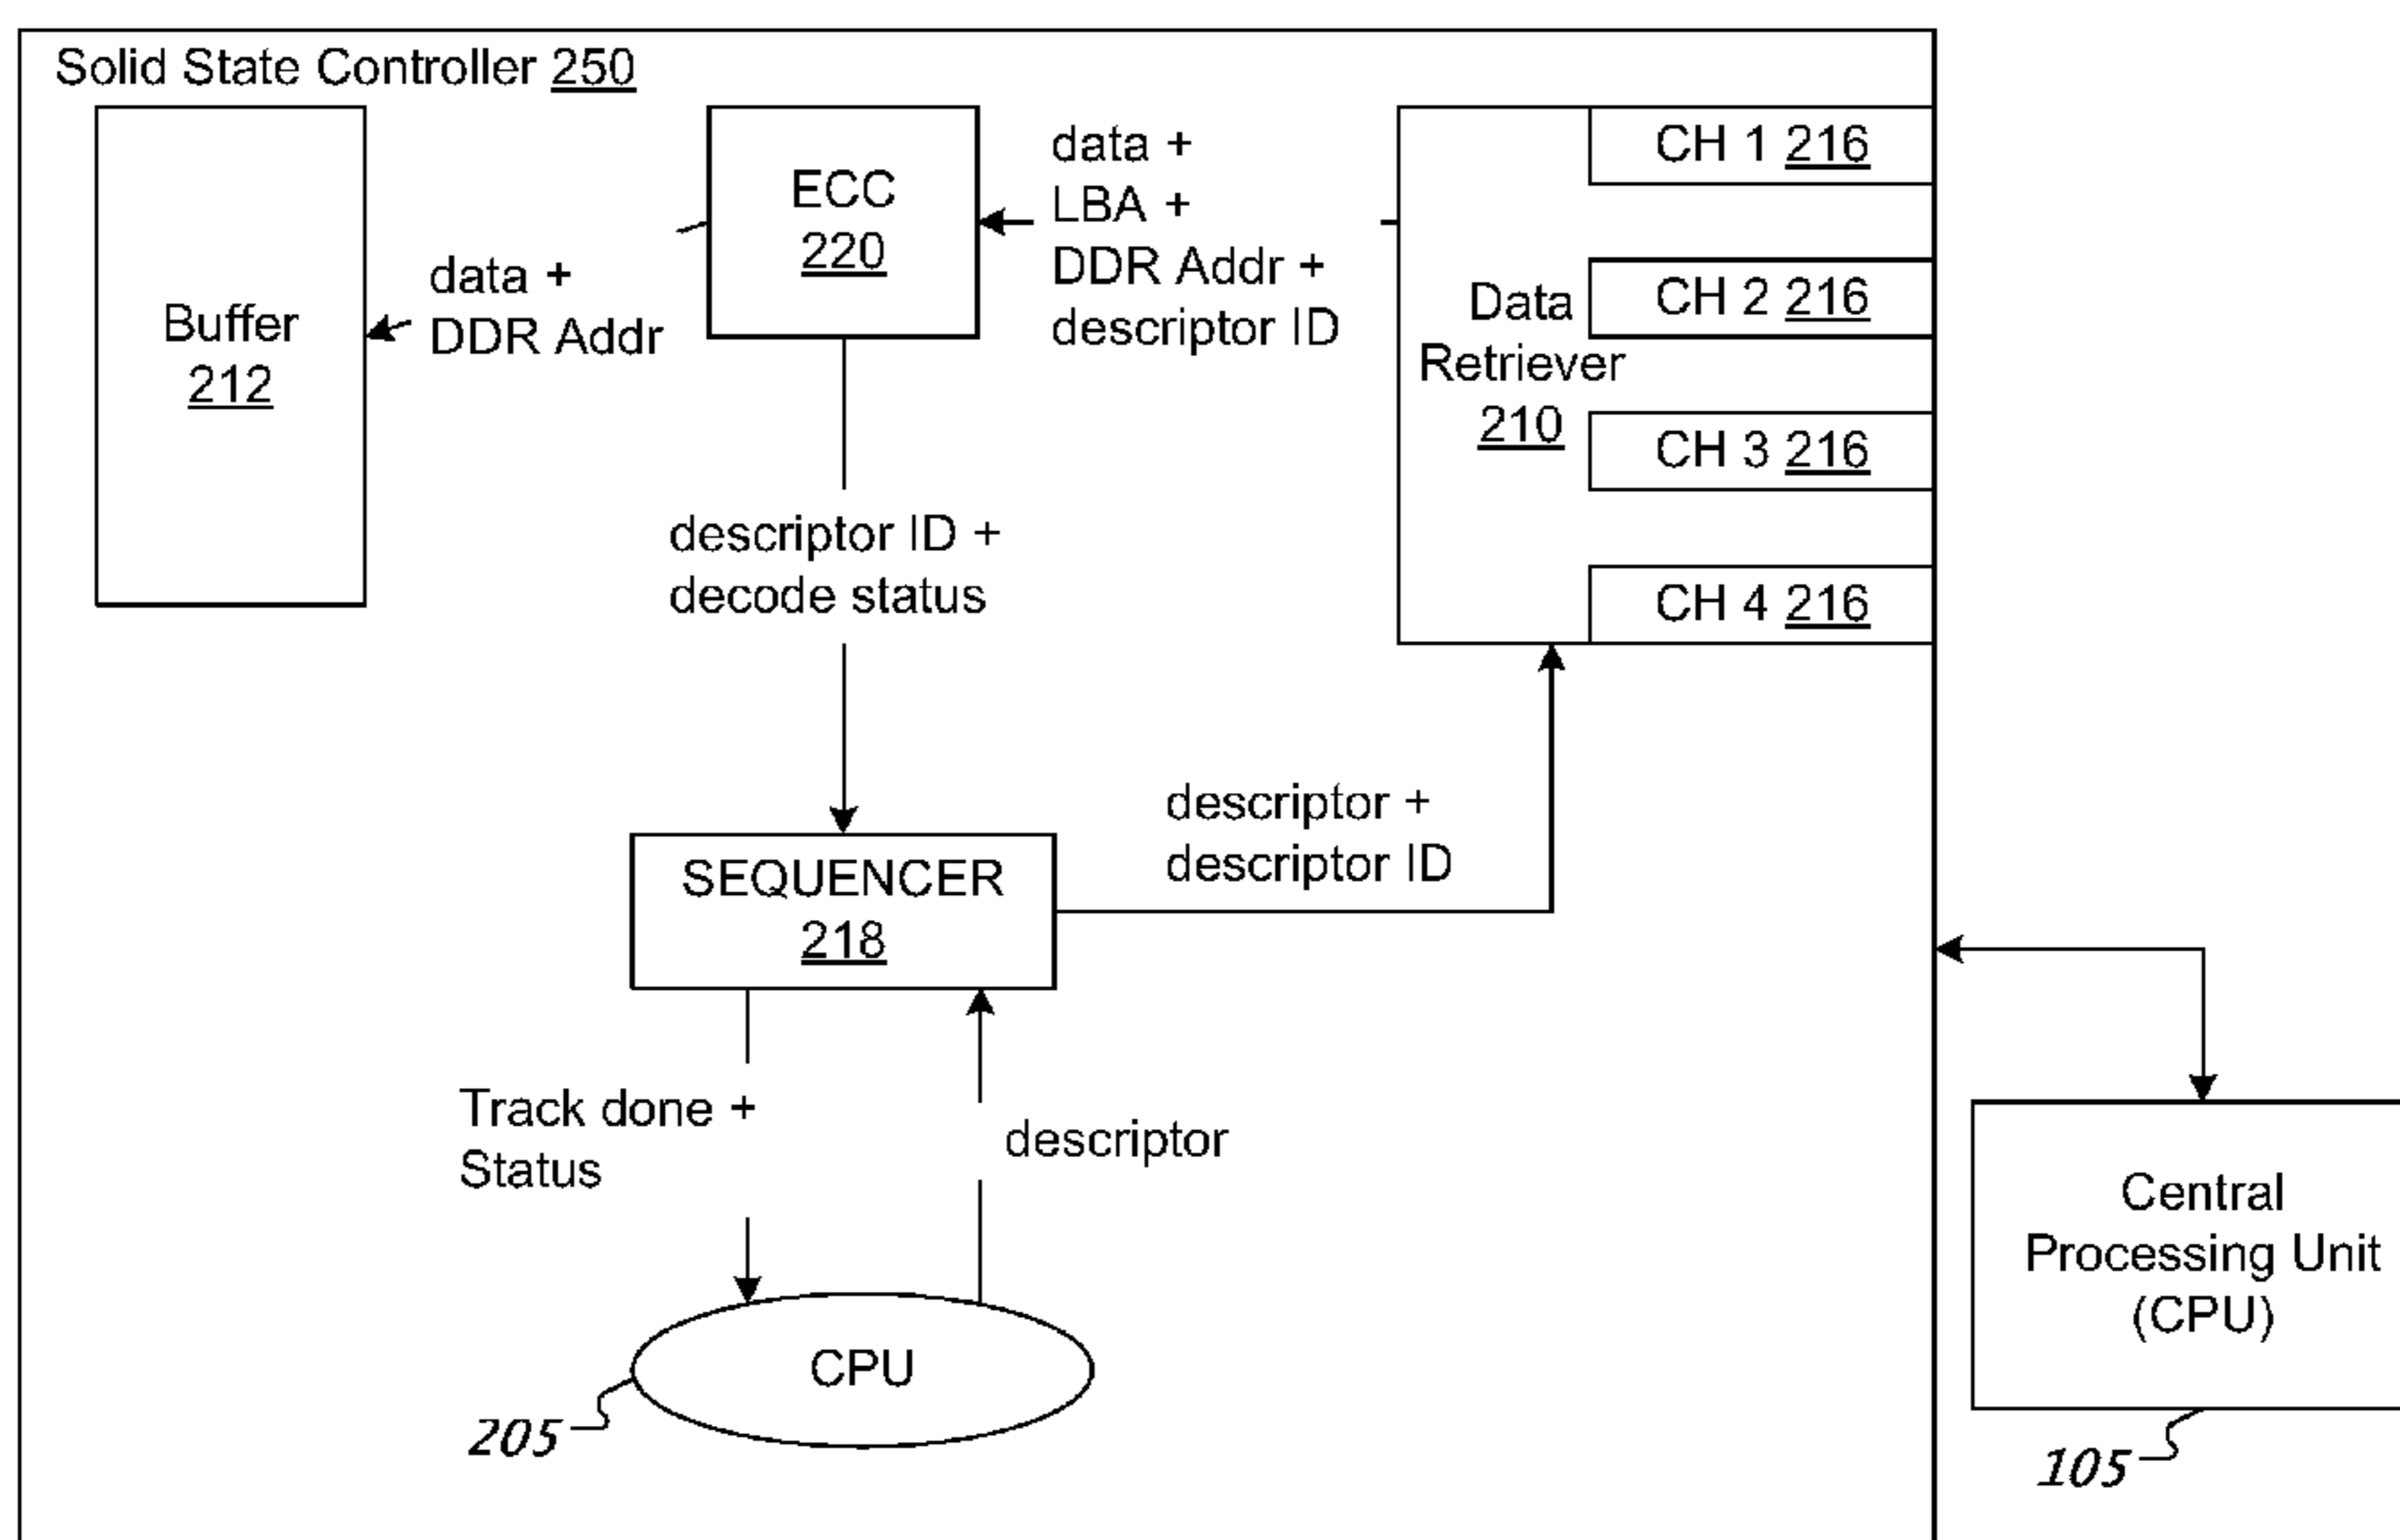 Solid State Controller 250
Buffer
212
data +
DDR Addr
ECC
220
data +
LBA +
DDR Addr +
descriptor ID
Data
Retriever
210
CH 1 216
CH 2 216
CH 3 216
CH 4 216
descriptor ID +
decode status
SEQUENCER
218
descriptor +
descriptor ID
Track done +
Status
descriptor
CPU
205
Central
Processing Unit
(CPU)
105